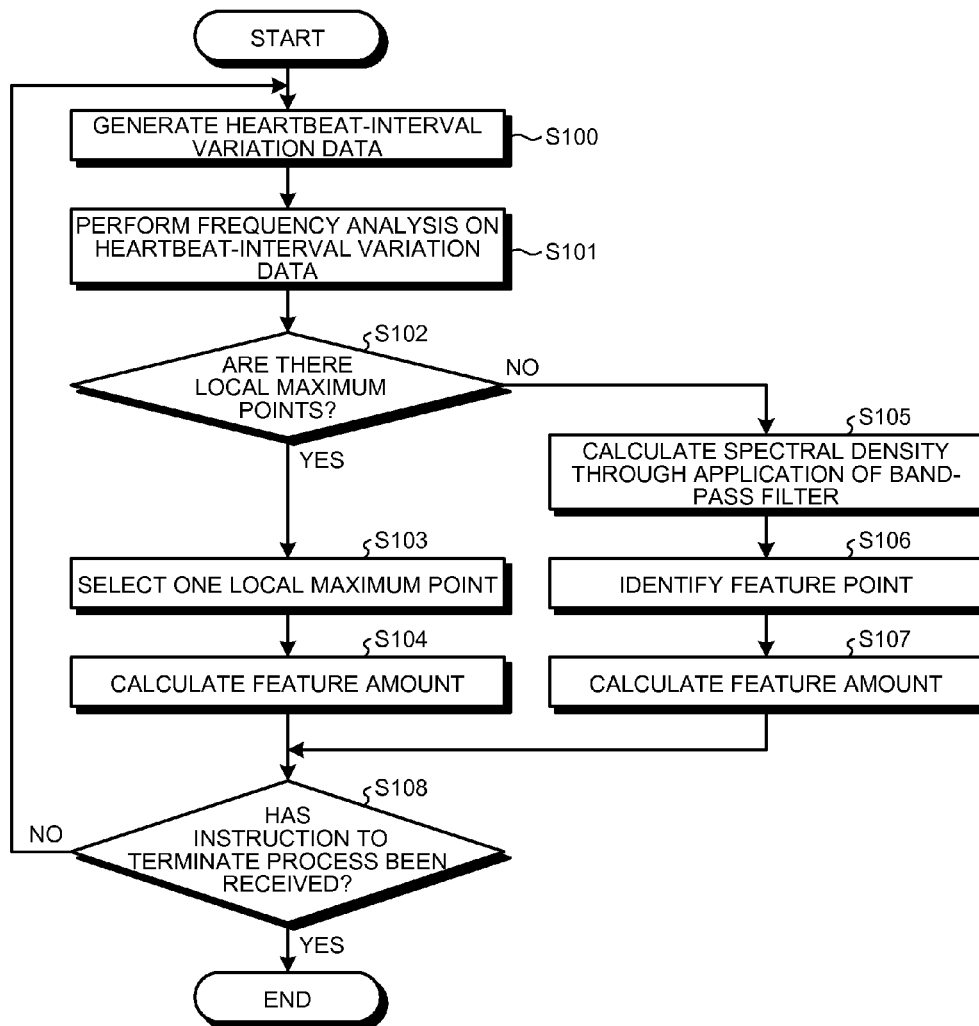 START
GENERATE HEARTBEAT-INTERVAL
VARIATION DATA
S100
PERFORM FREQUENCY ANALYSIS ON
HEARTBEAT-INTERVAL VARIATION
DATA
S101
S102
ARE THERE
LOCAL MAXIMUM
POINTS?
NO
YES
S105
CALCULATE SPECTRAL DENSITY
THROUGH APPLICATION OF BAND-
PASS FILTER
S103
SELECT ONE LOCAL MAXIMUM POINT
S106
IDENTIFY FEATURE POINT
S104
CALCULATE FEATURE AMOUNT
S107
CALCULATE FEATURE AMOUNT
S108
HAS
INSTRUCTION TO
TERMINATE PROCESS BEEN
RECEIVED?
NO
YES
END